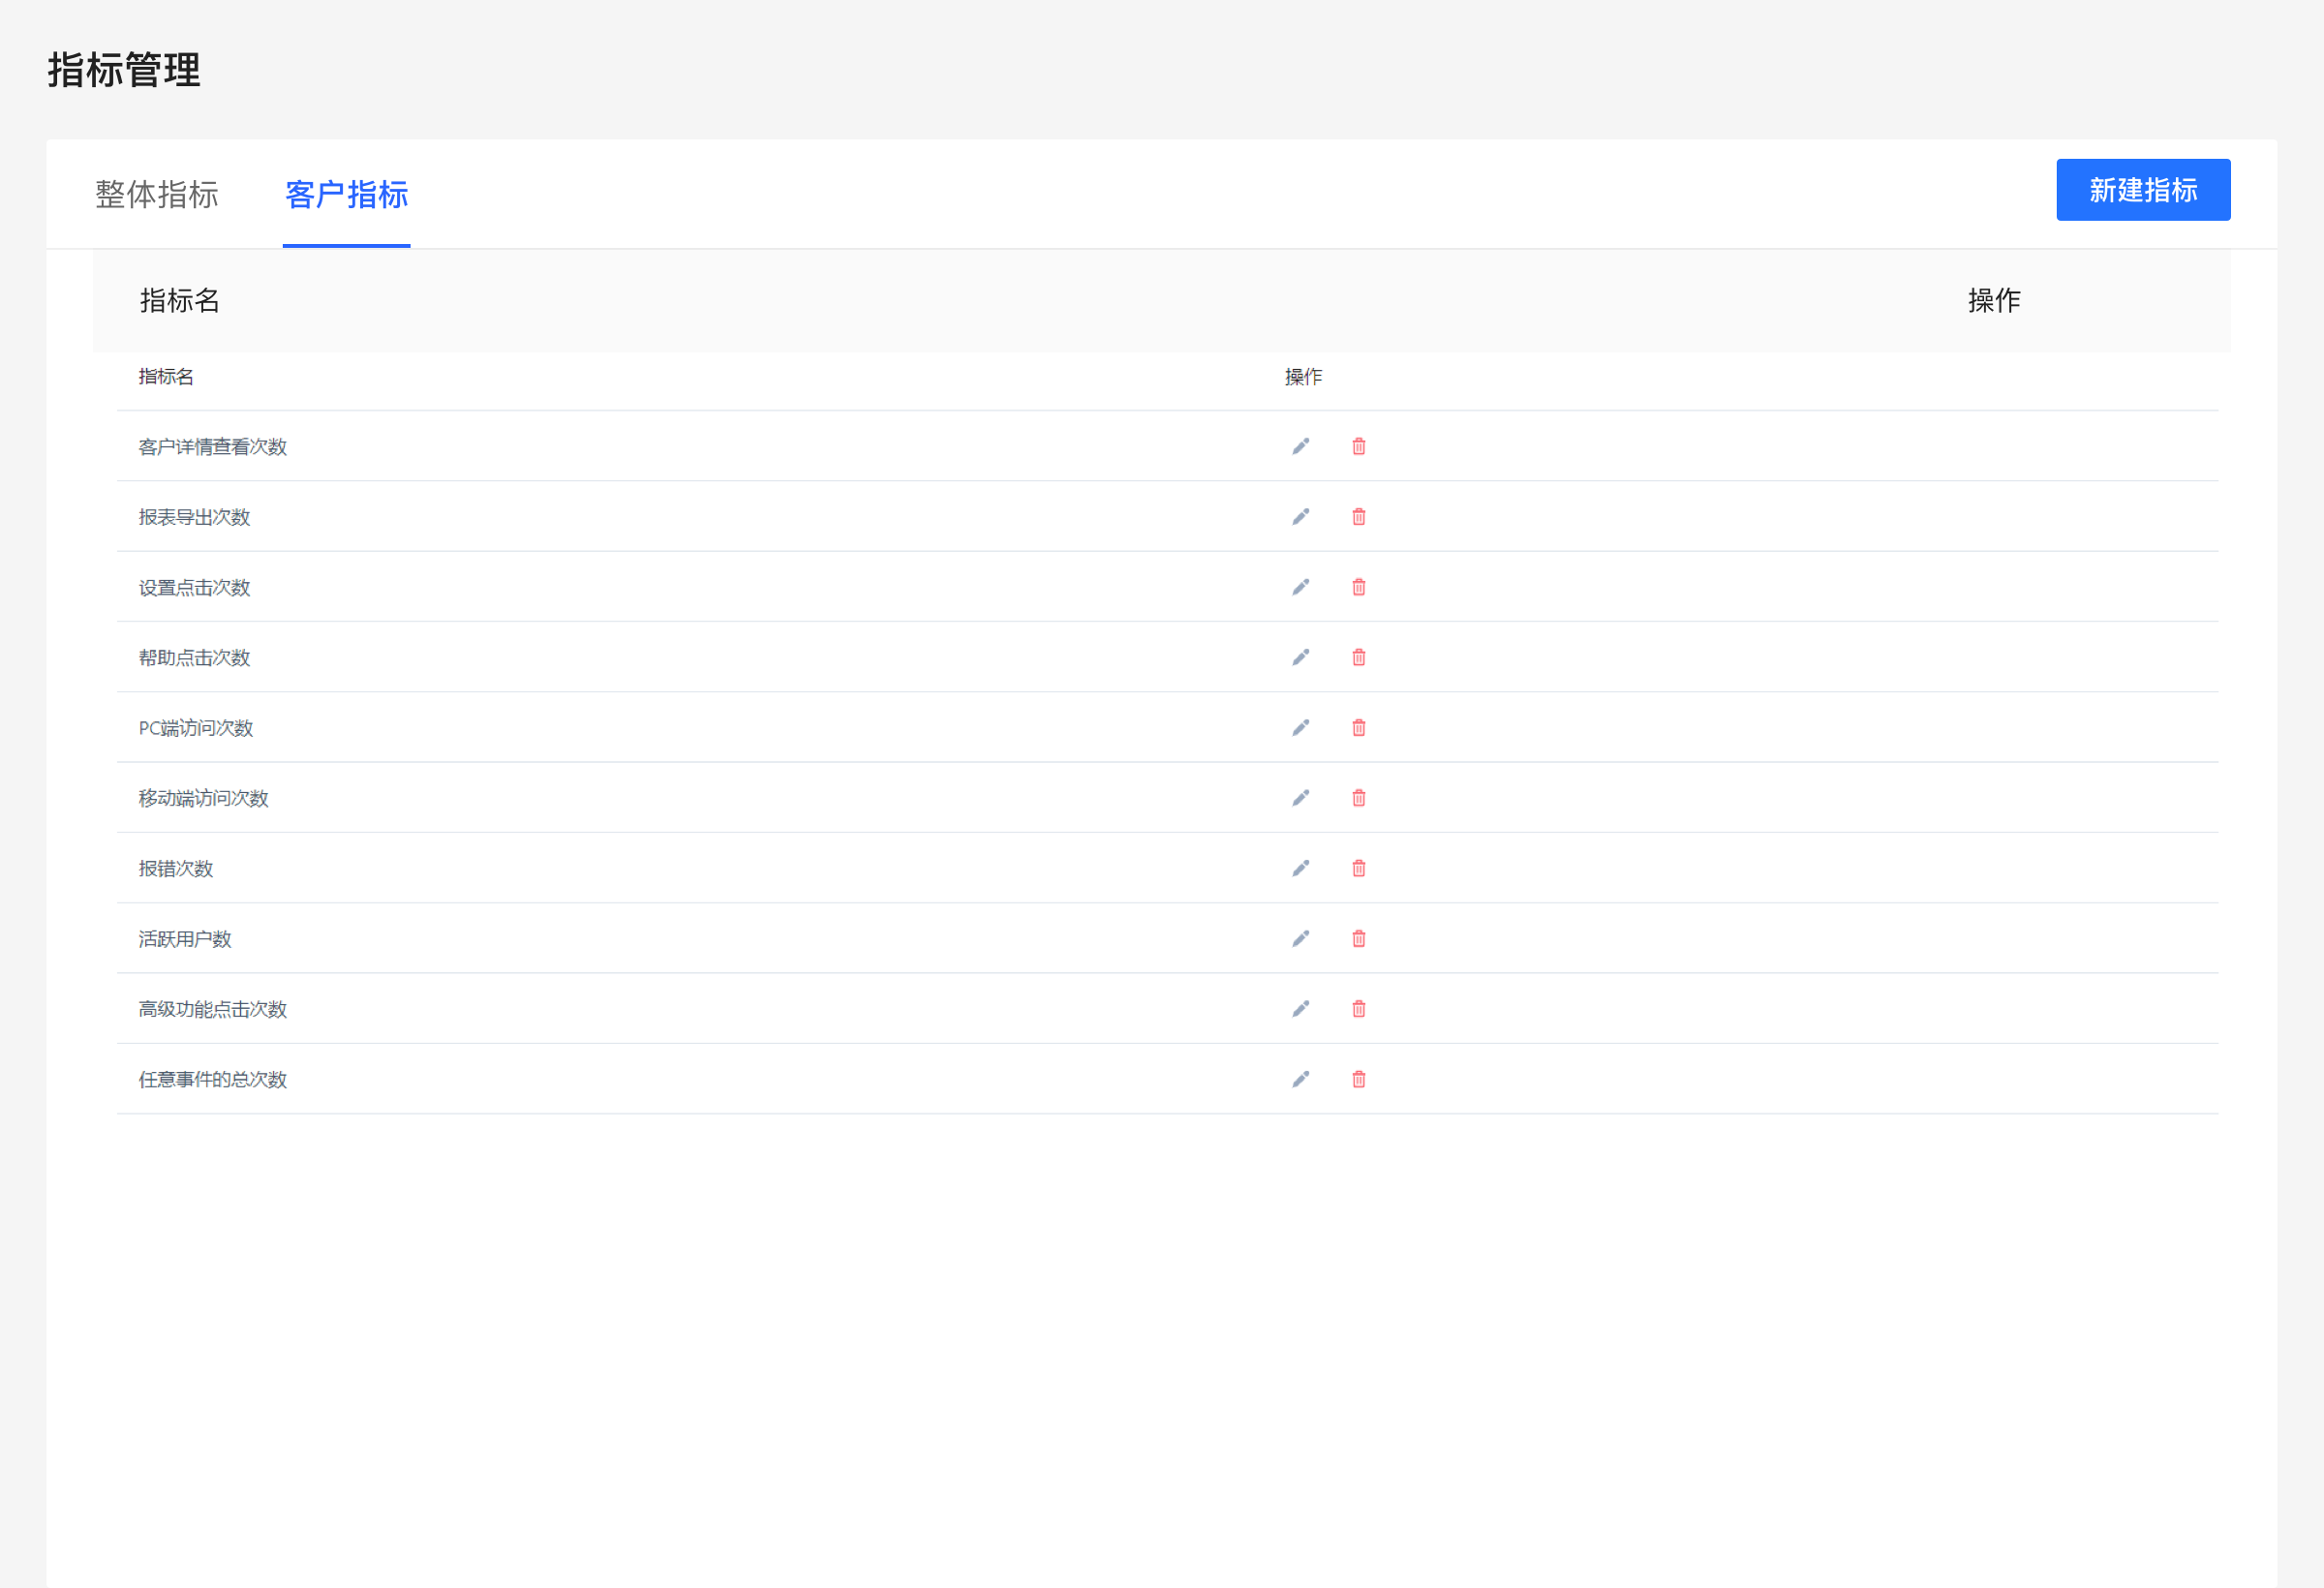 指标管理
整体指标 客户指标 新建指标
指标名 操作
指标名 操作
客户详情查看次数
报表导出次数
设置点击次数
帮助点击次数
PC端访问次数
移动端访问次数
报错次数
活跃用户数
高级功能点击次数
任意事件的总次数